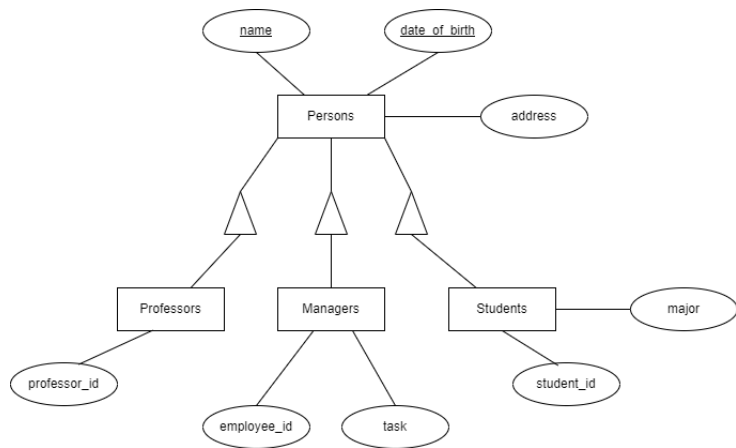 name
date_of_birth
Persons
address
Professors
Managers
Students
major
professor_id
student_id
employee_id
task